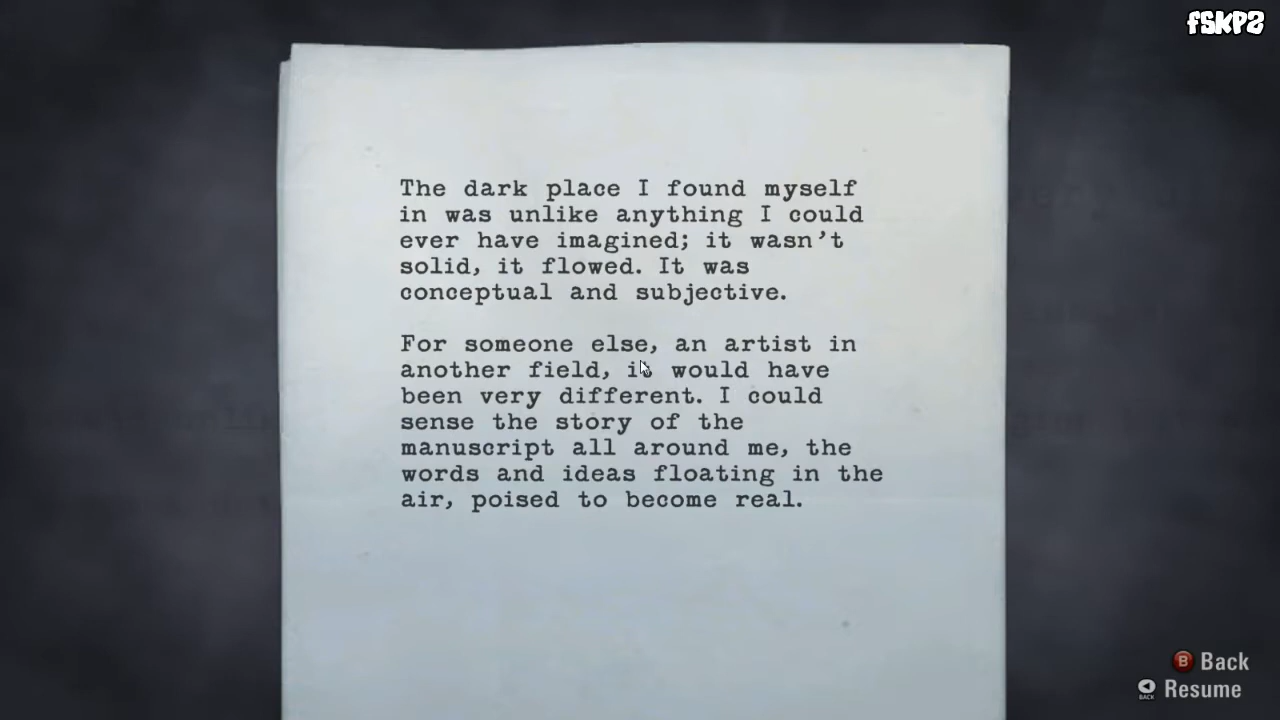 fSKPZ
The dark place I found myself
in was unlike anything I could
ever have imagined; it wasn't
solid, it flowed. It was
conceptual and subjective.
For someone else, an artist in
another field, it would have
been very different. I could
sense the story of the
manuscript all around me, the
words and ideas floating in the
air, poised to become real.
B Back
BACK Resume